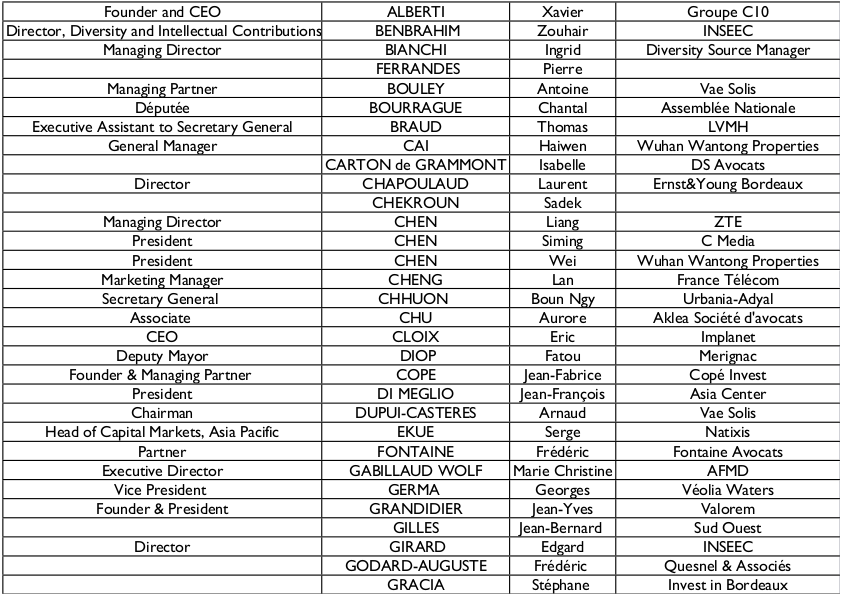 Founder and CEO ALBERTI Xavier Groupe C10
Director, Diversity and Intellectual Contributions BENBRAHIM Zouhair INSEEC
Managing Director BIANCHI Ingrid Diversity Source Manager
FERRANDES Pierre
Managing Partner BOULEY Antoine Vae Solis
Députée BOURRAGUE Chantal Assemblée Nationale
Executive Assistant to Secretary General BRAUD Thomas LVMH
General Manager CAI Haiwen Wuhan Wantong Properties
CARTON de GRAMMONT Isabelle DS Avocats
Director CHAPOULAUD Laurent Ernst&Young Bordeaux
CHEKROUN Sadek
Managing Director CHEN Liang ZTE
President CHEN Siming C Media
President CHEN Wei Wuhan Wantong Properties
Marketing Manager CHENG Lan France Télécom
Secretary General CHHUON Boun Ngy Urbania-Adyal
Associate CHU Aurore Aklea Société d'avocats
CEO CLOIX Eric Implanet
Deputy Mayor DIOP Fatou Merignac
Founder & Managing Partner COPE Jean-Fabrice Copé Invest
President DI MEGLIO Jean-François Asia Center
Chairman DUPUI-CASTERES Arnaud Vae Solis
Head of Capital Markets, Asia Pacific EKUE Serge Natixis
Partner FONTAINE Frédéric Fontaine Avocats
Executive Director GABILLAUD WOLF Marie Christine AFMD
Vice President GERMA Georges Véolia Waters
Founder & President GRANDIDIER Jean-Yves Valorem
GILLES Jean-Bernard Sud Ouest
Director GIRARD Edgard INSEEC
GODARD-AUGUSTE Frédéric Quesnel & Associés
GRACIA Stéphane Invest in Bordeaux